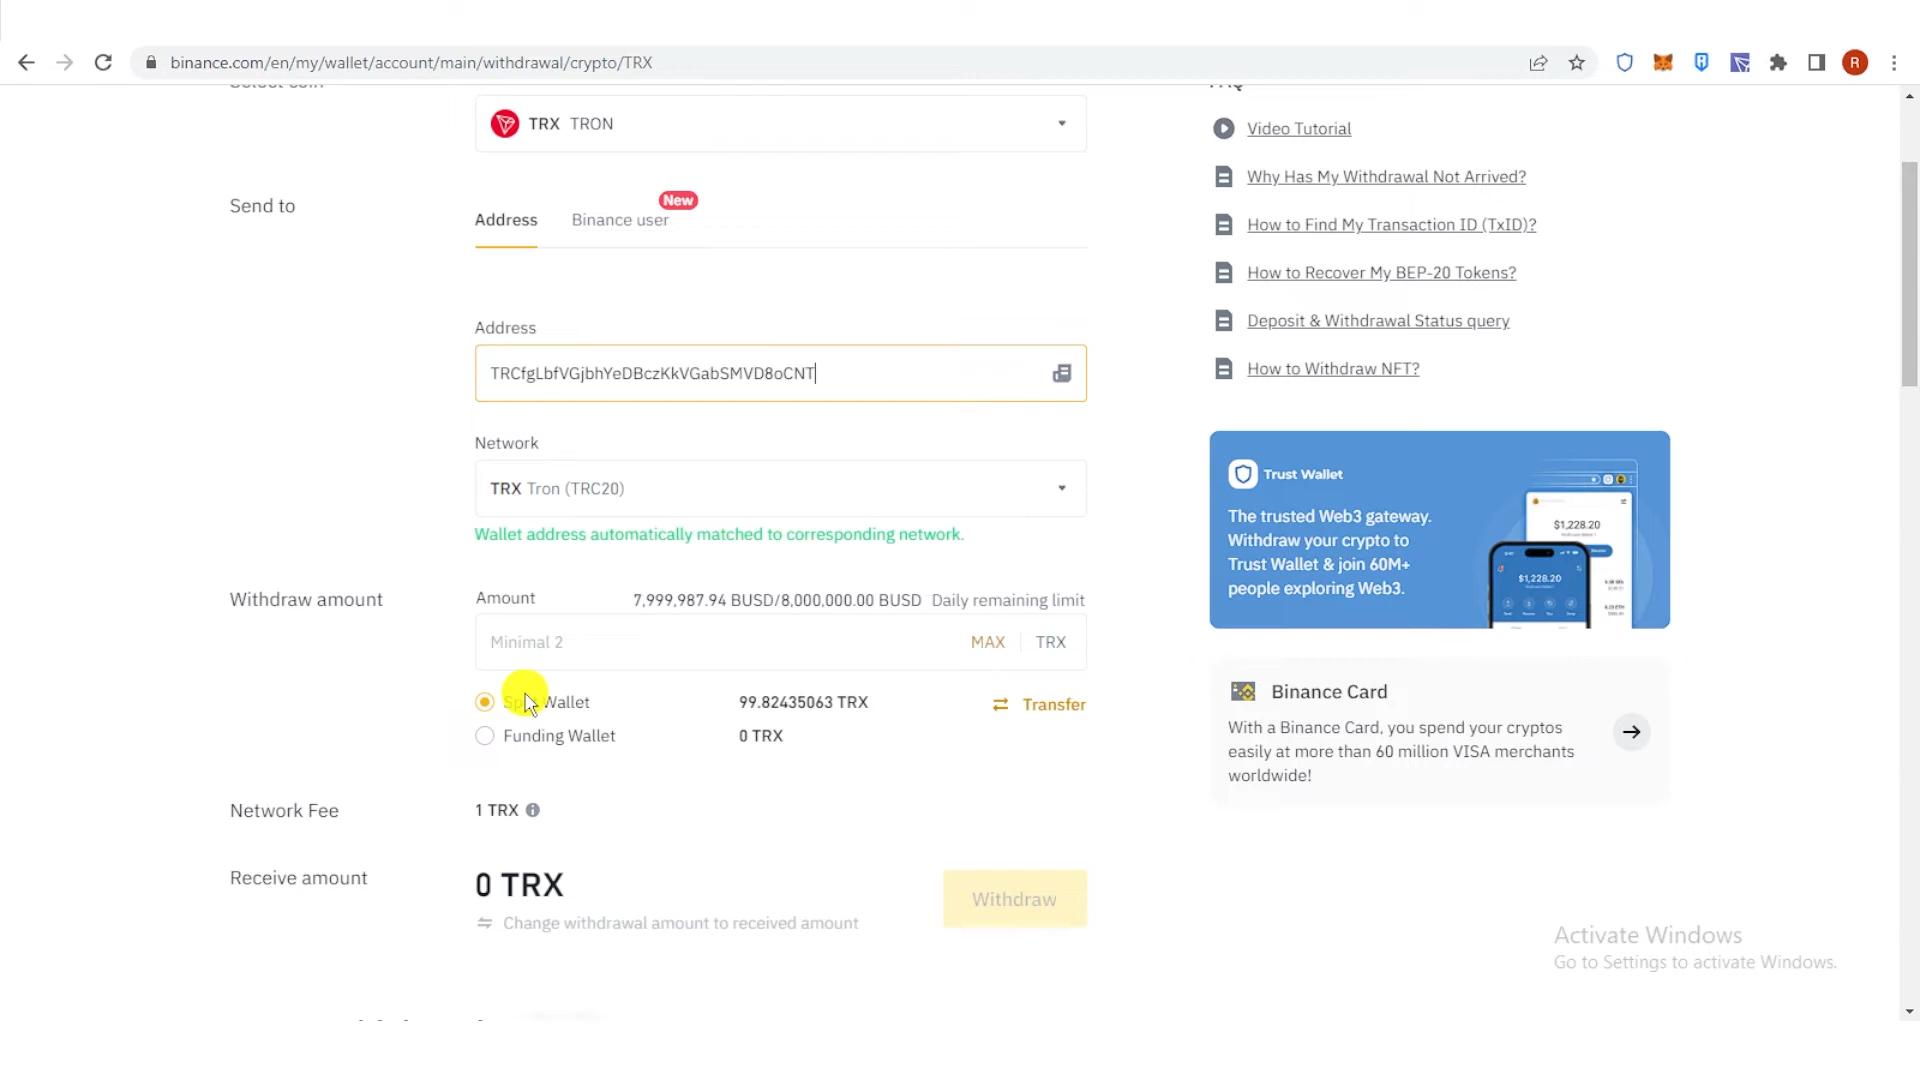 binance.com/en/my/wallet/account/main/withdrawal/crypto/TRX
R
Select coin
TRX TRON
Send to
Address
Binance user
New
Address
TRCfgLbfVGjbhYeDBczKkVGabSMVD8oCNT
Network
TRX Tron (TRC20)
Wallet address automatically matched to corresponding network.
Withdraw amount
Amount
7,999,987.94 BUSD/8,000,000.00 BUSD Daily remaining limit
Minimal 2
MAX
TRX
Spot Wallet
99.82435063 TRX
Transfer
Funding Wallet
0 TRX
Network Fee
1 TRX
Receive amount
0 TRX
Change withdrawal amount to received amount
Withdraw
FAQ
Video Tutorial
Why Has My Withdrawal Not Arrived?
How to Find My Transaction ID (TxID)?
How to Recover My BEP-20 Tokens?
Deposit & Withdrawal Status query
How to Withdraw NFT?
Trust Wallet
The trusted Web3 gateway.
Withdraw your crypto to
Trust Wallet & join 60M+
people exploring Web3.
$1,228.20
$1,228.20
Binance Card
With a Binance Card, you spend your cryptos
easily at more than 60 million VISA merchants
worldwide!
Activate Windows
Go to Settings to activate Windows.